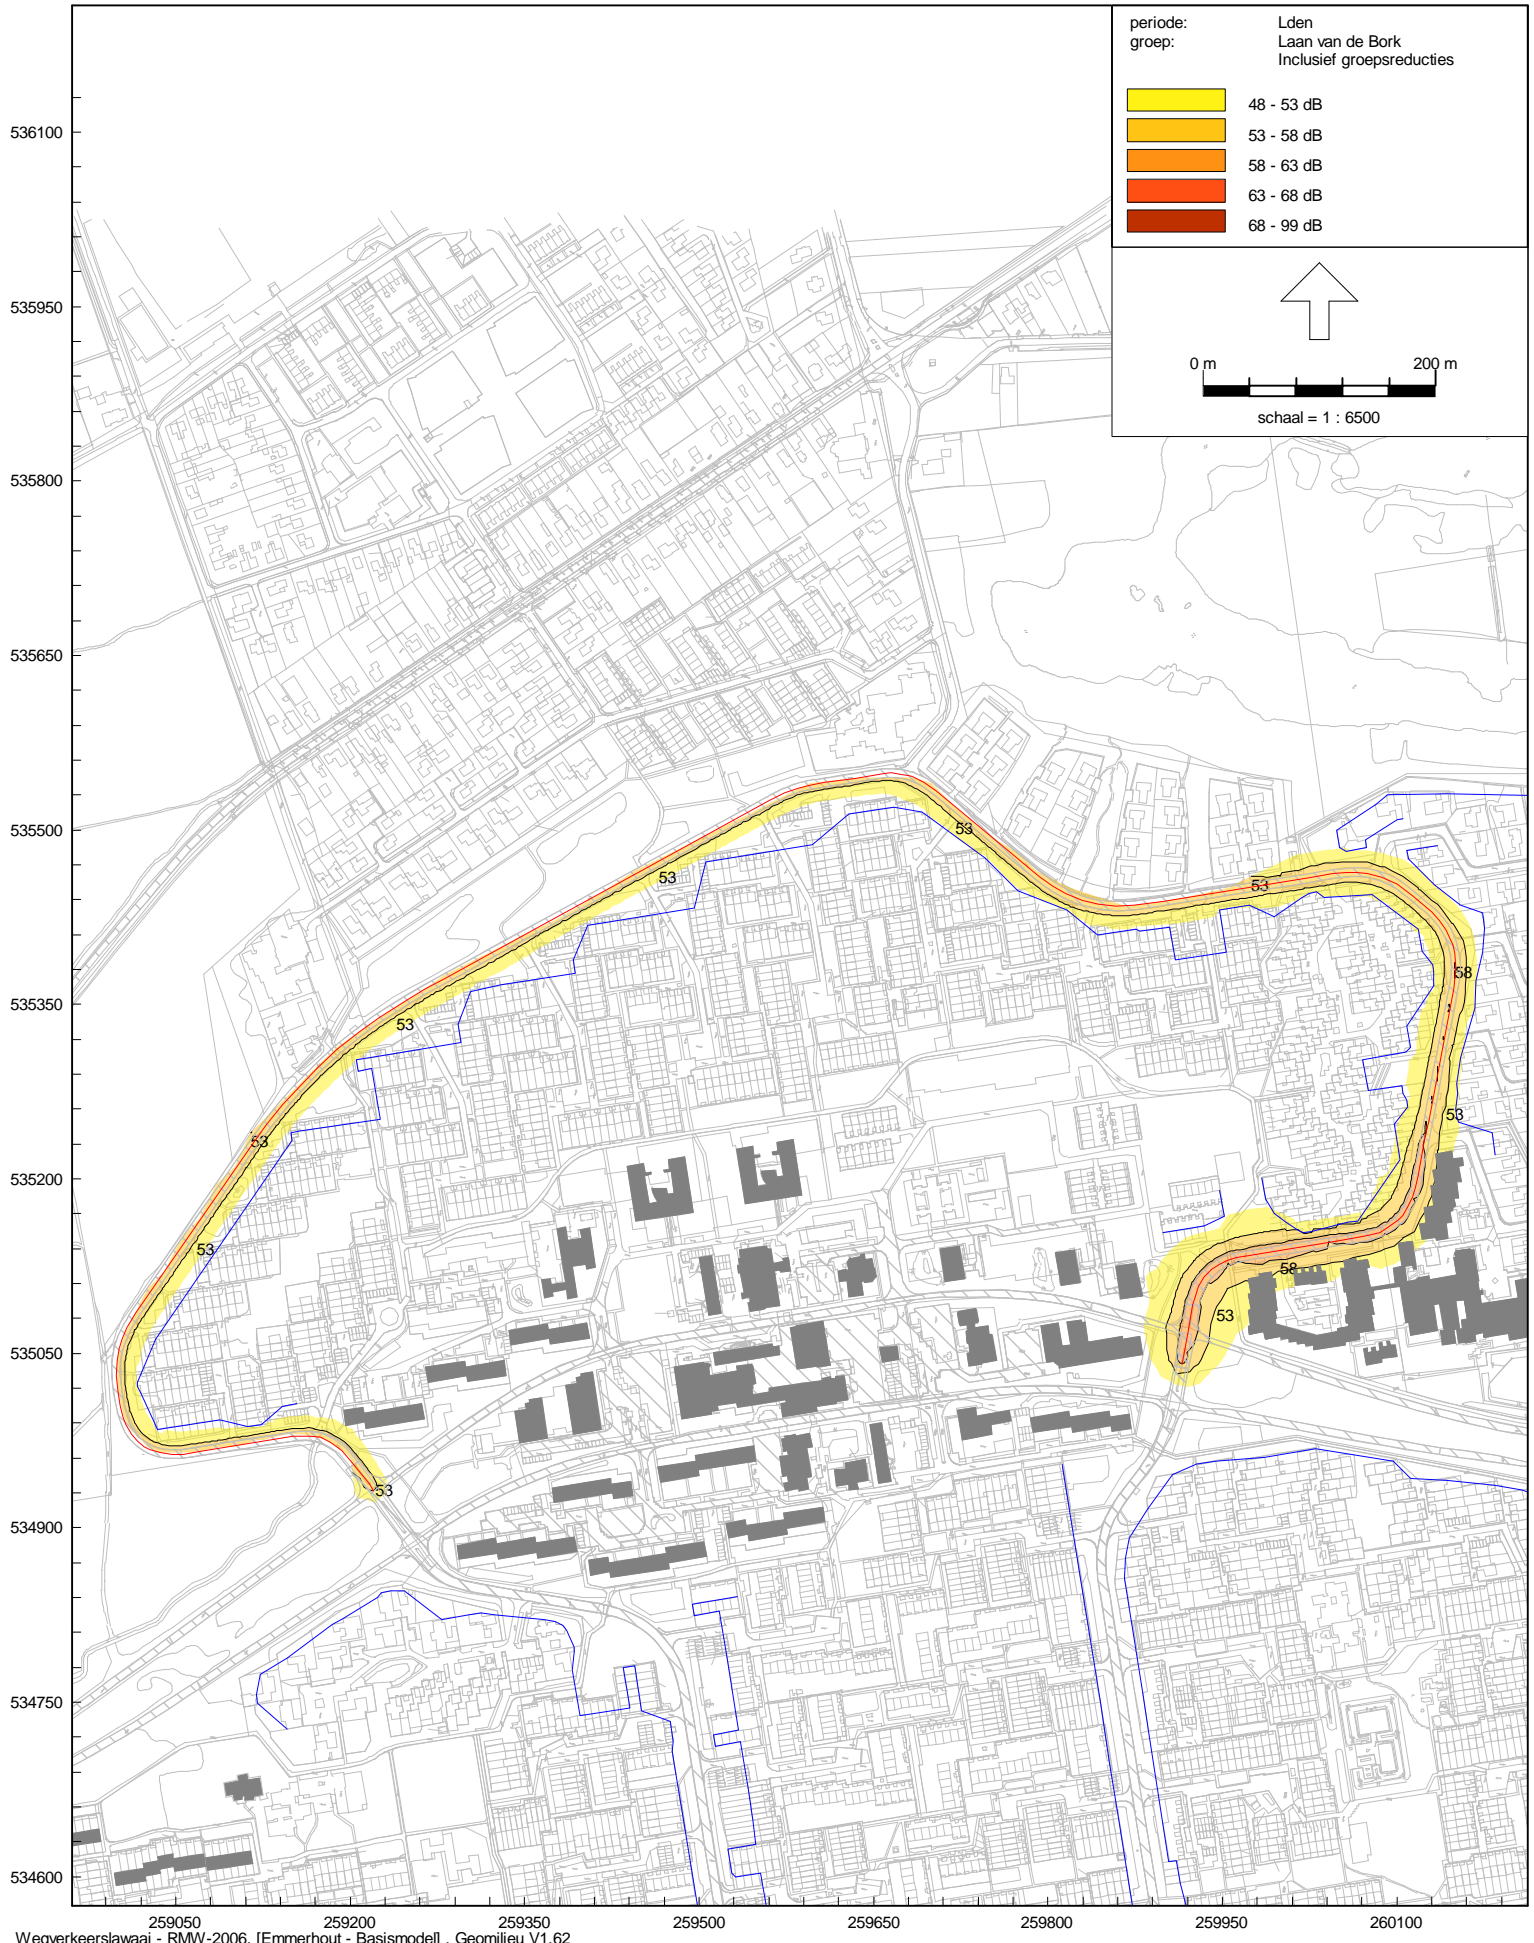 periode: Lden
groep: Laan van de Bork
Inclusief groepsreducties
48 - 53 dB
53 - 58 dB
58 - 63 dB
63 - 68 dB
68 - 99 dB
0 m 200 m
schaal = 1 : 6500
536100
535950
535800
535650
535500
535350
535200
535050
534900
534750
534600
53
53
53
53
58
53
53
53
53
58
53
53
259050 259200 259350 259500 259650 259800 259950 260100
Wegverkeerslawaai - RMW-2006, [Emmerhout - Basismodel] , Geomilieu V1.62